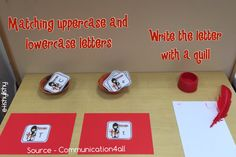 Matching uppercase and
lowercase letters
Write the letter
with a quill
Source - Communication4all